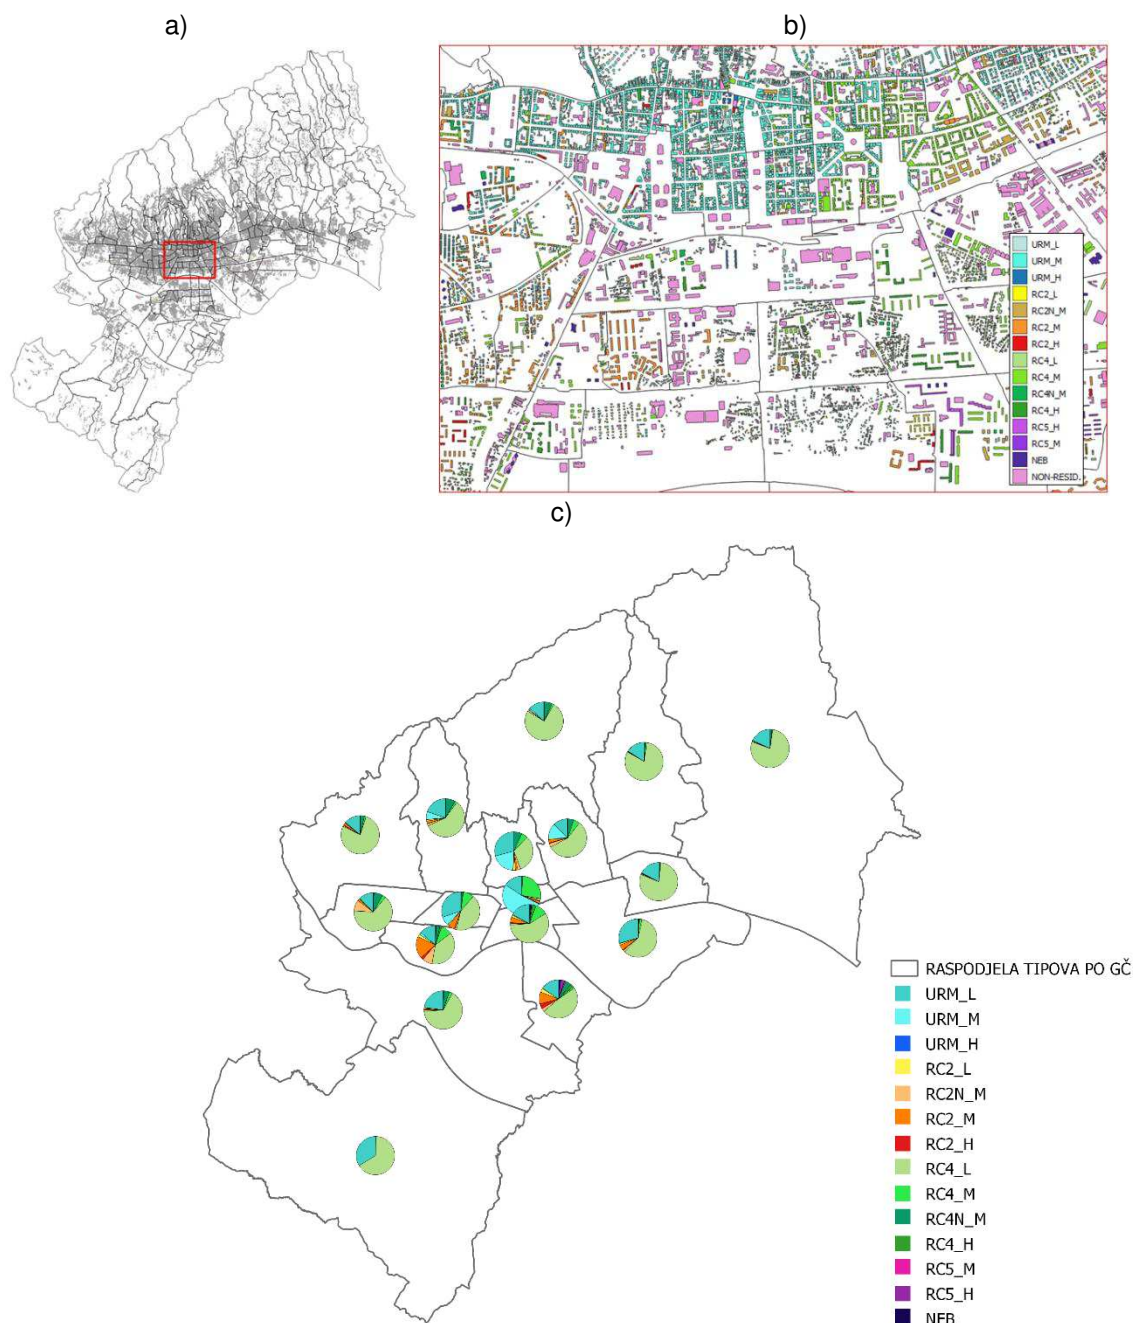 a)
b)
URM_L
URM_M
URM_H
RC2_L
RC2N_M
RC2_M
RC2_H
RC4_L
RC4_M
RC4N_M
RC4_H
RC5_H
RC5_M
NEB
NON-RESID.
c)
RASPODJELA TIPOVA PO GČ
URM_L
URM_M
URM_H
RC2_L
RC2N_M
RC2_M
RC2_H
RC4_L
RC4_M
RC4N_M
RC4_H
RC5_M
RC5_H
NEB